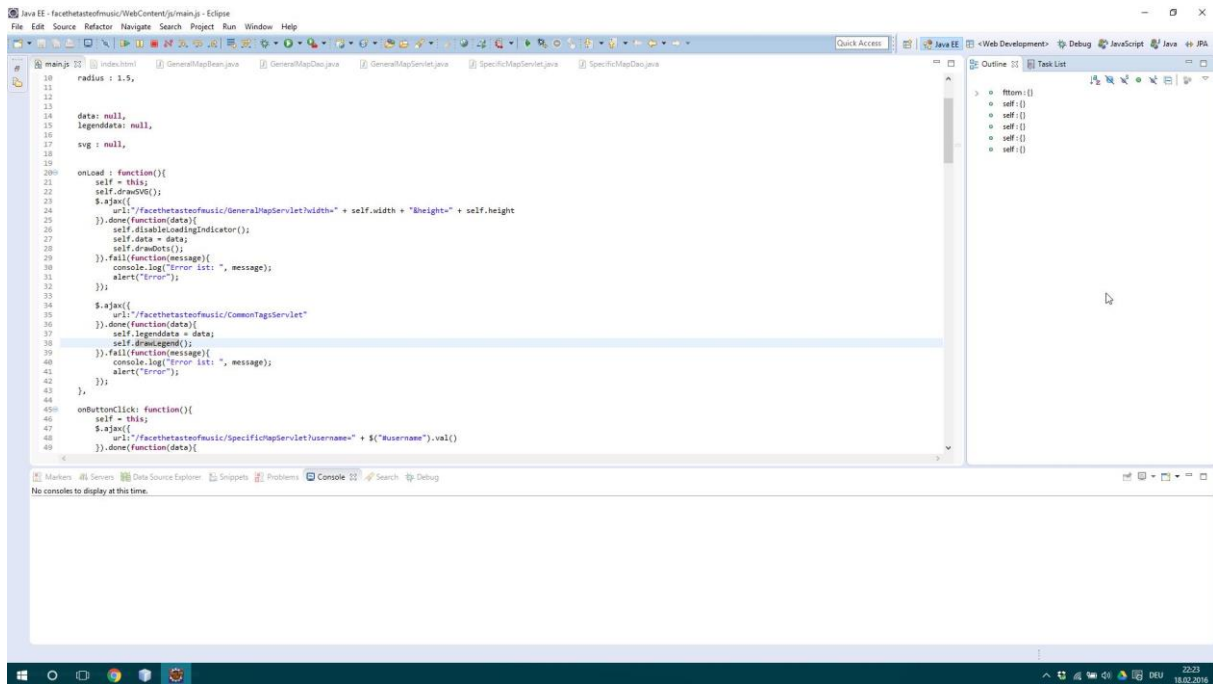 Java EE - facethetasteofmusic/WebContent/js/main.js - Eclipse
File Edit Source Refactor Navigate Search Project Run Window Help
Quick Access Java EE <Web Development> Debug JavaScript Java JPA
main.js index.html GeneralMapBean.java GeneralMapDao.java GeneralMapServlet.java SpecificMapServlet.java SpecificMapDao.java
Outline Task List
10 radius : 1.5,
11
12
13
14 data: null,
15 legenddata: null,
16
17 svg : null,
18
19
20 onLoad : function(){
21 self = this;
22 self.drawSVG();
23 $.ajax({
24 url:"/facethetasteofmusic/GeneralMapServlet?width=" + self.width + "&height=" + self.height
25 }).done(function(data){
26 self.disableLoadingIndicator();
27 self.data = data;
28 self.drawDots();
29 }).fail(function(message){
30 console.log("Error ist: ", message);
31 alert("Error");
32 });
33
34 $.ajax({
35 url:"/facethetasteofmusic/CommonTagsServlet"
36 }).done(function(data){
37 self.legenddata = data;
38 self.drawLegend();
39 }).fail(function(message){
40 console.log("Error ist: ", message);
41 alert("Error");
42 });
43 },
44
45 onButtonClick: function(){
46 self = this;
47 $.ajax({
48 url:"/facethetasteofmusic/SpecificMapServlet?username=" + $("#username").val()
49 }).done(function(data){
fttom : {}
self : {}
self : {}
self : {}
self : {}
self : {}
Markers Servers Data Source Explorer Snippets Problems Console Search Debug
No consoles to display at this time.
DEU 22:23
18.02.2016